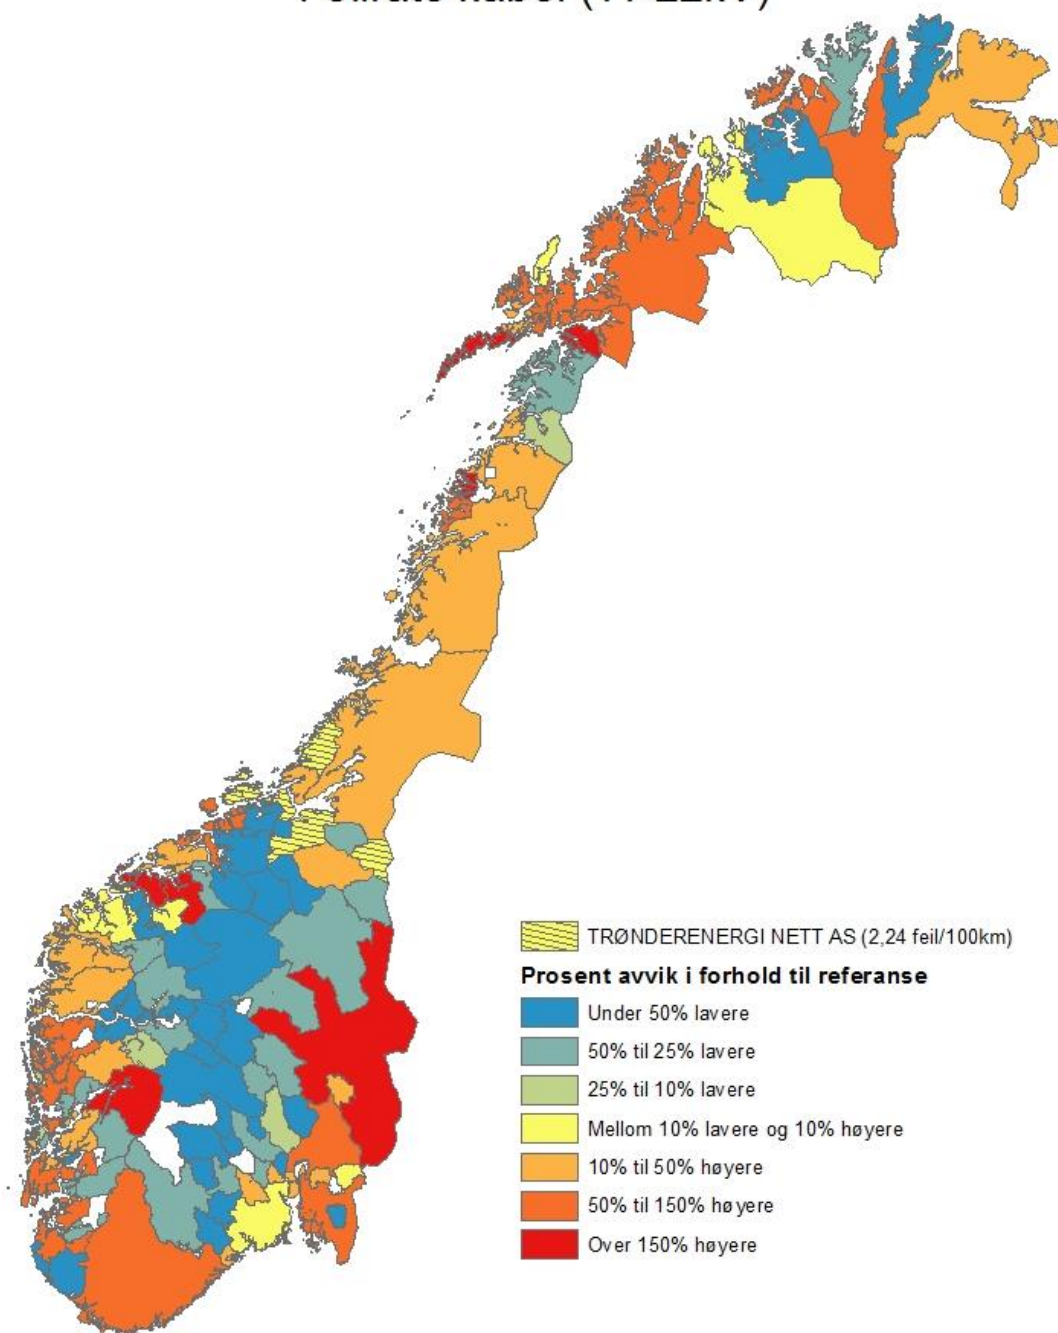 TRØNDERENERGI NETT AS (2,24 feil/100km)
Prosent avvik i forhold til referanse
Under 50% lavere
50% til 25% lavere
25% til 10% lavere
Mellom 10% lavere og 10% høyere
10% til 50% høyere
50% til 150% høyere
Over 150% høyere